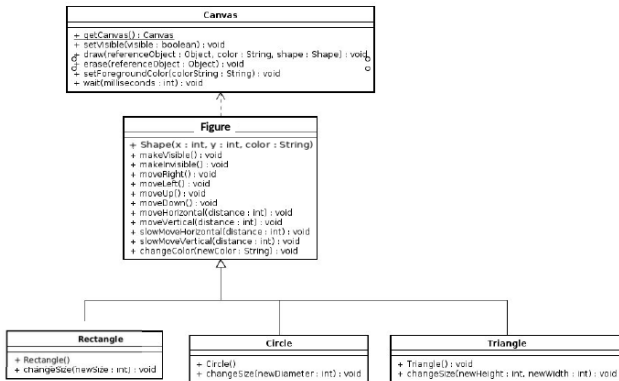 Canvas
+ getCanvas() : Canvas
+ setVisible(visible : boolean) : void
+ draw(referenceObject : Object, color : String, shape : Shape) : void
+ erase(referenceObject : Object) : void
+ setForegroundColor(colorString : String) : void
+ wait(milliseconds : int) : void
Figure
+ Shape(x : int, y : int, color : String)
+ makeVisible() : void
+ makeInvisible() : void
+ moveRight() : void
+ moveLeft() : void
+ moveUp() : void
+ moveDown() : void
+ moveHorizontal(distance : int) : void
+ moveVertical(distance : int) : void
+ slowMoveHorizontal(distance : int) : void
+ slowMoveVertical(distance : int) : void
+ changeColor(newColor : String) : void
Rectangle
+ Rectangle()
+ changeSize(newSize : int) : void
Circle
+ Circle()
+ changeSize(newDiameter : int) : void
Triangle
+ Triangle() : void
+ changeSize(newHeight : int, newWidth : int) : void